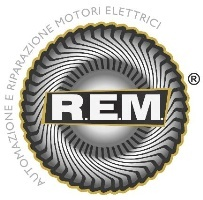 AUTOMAZIONE E RIPARAZIONE MOTORI ELETTRICI
R.E.M.
®